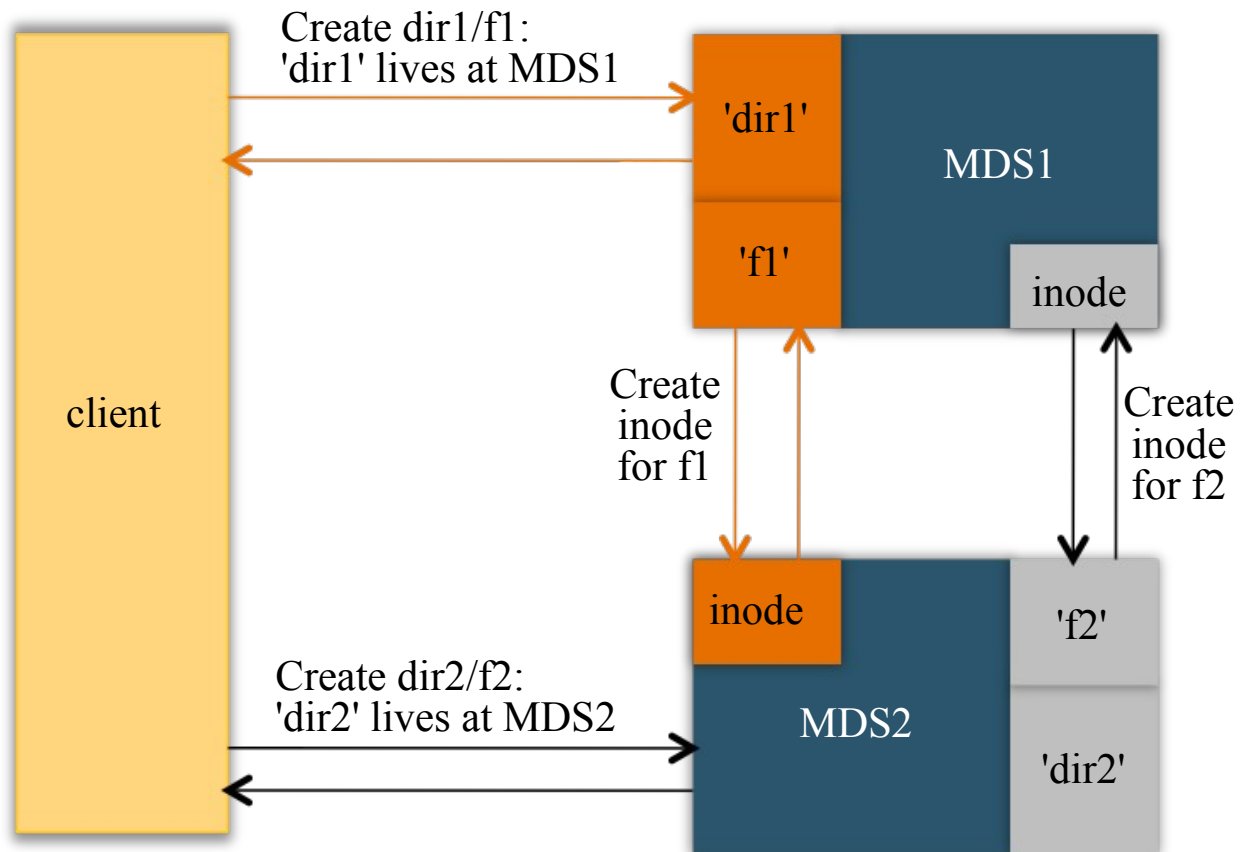 Create dir1/f1:
'dir1' lives at MDS1
'dir1'
MDS1
'f1'
inode
client
Create
inode
for f1
Create
inode
for f2
inode
'f2'
Create dir2/f2:
'dir2' lives at MDS2
MDS2
'dir2'